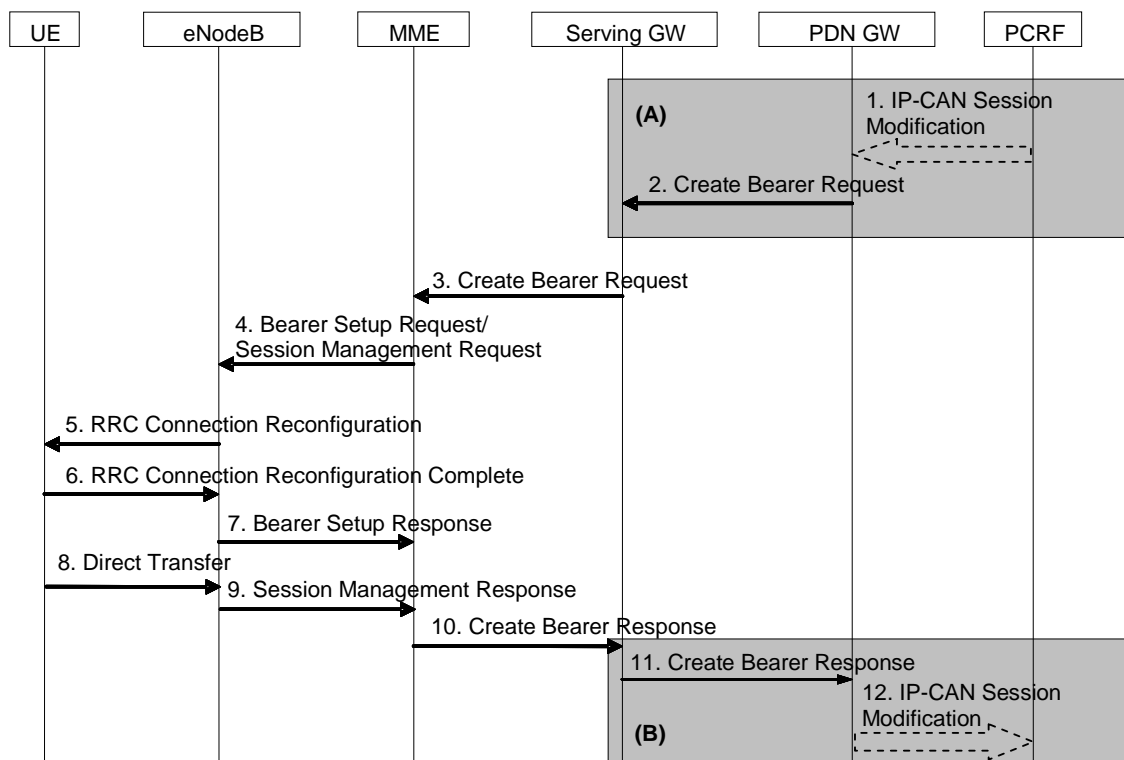 UE
eNodeB
MME
Serving GW
PDN GW
PCRF
(A)
1. IP-CAN Session
Modification
2. Create Bearer Request
3. Create Bearer Request
4. Bearer Setup Request/
Session Management Request
5. RRC Connection Reconfiguration
6. RRC Connection Reconfiguration Complete
7. Bearer Setup Response
8. Direct Transfer
9. Session Management Response
10. Create Bearer Response
11. Create Bearer Response
12. IP-CAN Session
Modification
(B)